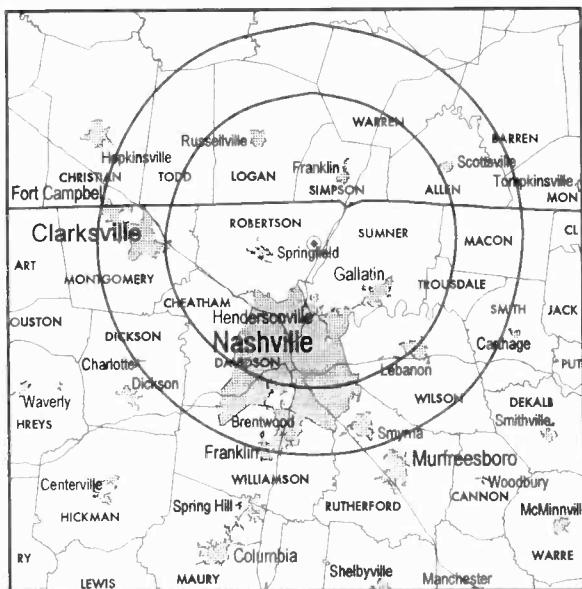 WARREN
Russellville
BARREN
Hopkinsville
Franklin
Scottsville
CHRISTIAN
TODD
LOGAN
SIMPSON
ALLEN
Tompkinsville
Fort Campbel
MON
ROBERTSON
SUMNER
CL
Clarksville
MACON
Springfield
ART
MONTGOMERY
Gallatin
TROUSDALE
CHEATHAM
SMITH
JACK
OUSTON
Hendersonville
DICKSON
Nashville
Carthage
Charlotte
DAVIDSON
Lebanon
PUT
Dickson
WILSON
Waverly
DEKALB
HREYS
Brentwood
Smyrna
Smithville
Franklin
Murfreesboro
Centerville
WILLIAMSON
Woodbury
CANNON
Spring Hill
RUTHERFORD
McMinnvill
HICKMAN
Columbia
RY
WARRE
LEWIS
MAURY
Shelbyville
Manchester